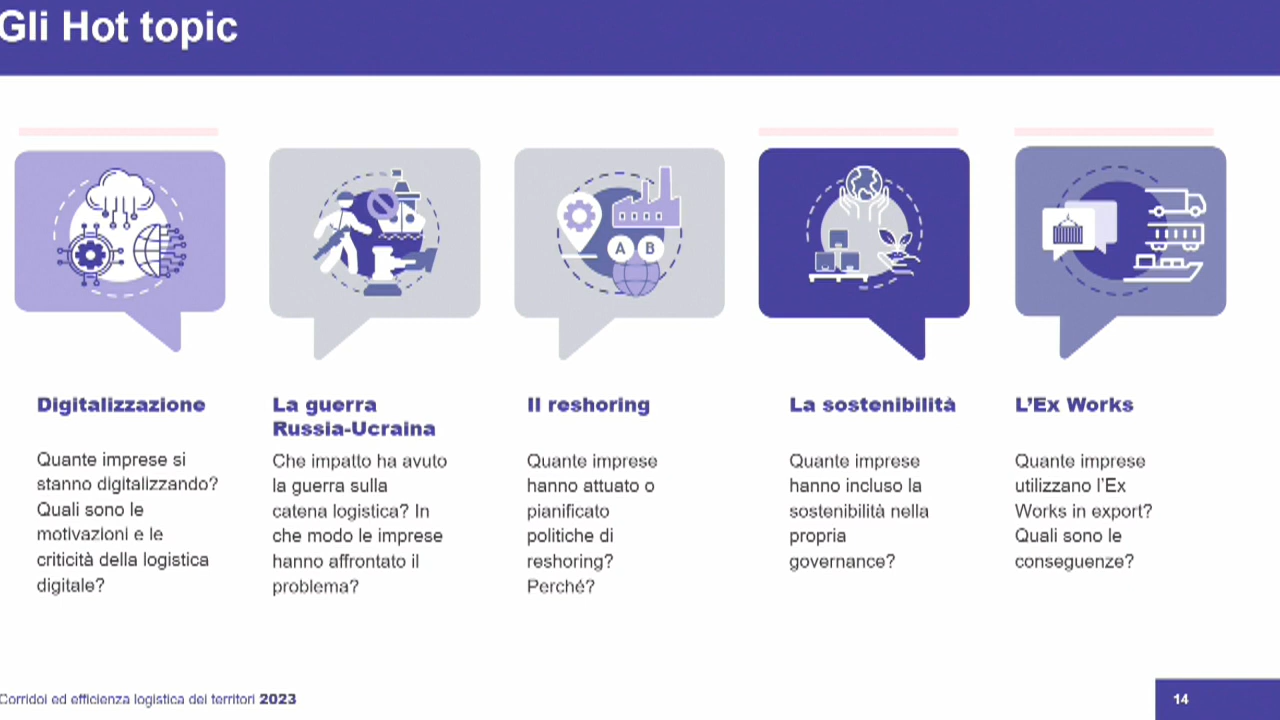 Gli Hot topic
A B
Digitalizzazione
Quante imprese si
stanno digitalizzando?
Quali sono le
motivazioni e le
criticità della logistica
digitale?
La guerra
Russia-Ucraina
Che impatto ha avuto
la guerra sulla
catena logistica? In
che modo le imprese
hanno affrontato il
problema?
Il reshoring
Quante imprese
hanno attuato o
pianificato
politiche di
reshoring?
Perché?
La sostenibilità
Quante imprese
hanno incluso la
sostenibilità nella
propria
governance?
L'Ex Works
Quante imprese
utilizzano l'Ex
Works in export?
Quali sono le
conseguenze?
Corridoi ed efficienza logistica dei territori 2023
14